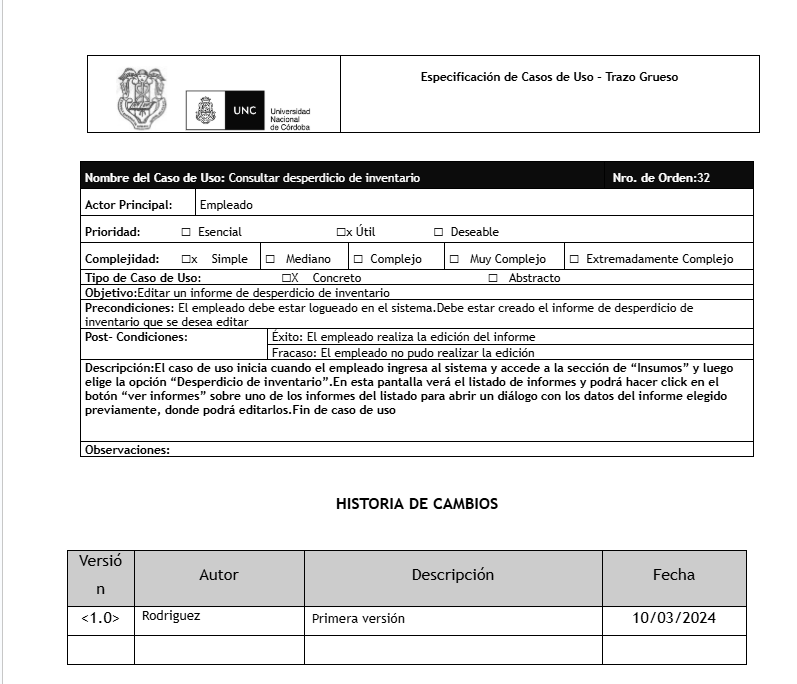 Especificación de Casos de Uso - Trazo Grueso
UNC
Universidad
Nacional
de Córdoba
Nombre del Caso de Uso: Consultar desperdicio de inventario Nro. de Orden:32
Actor Principal: Empleado
Prioridad: ☐ Esencial ☐x Útil ☐ Deseable
Complejidad: ☐x Simple ☐ Mediano ☐ Complejo ☐ Muy Complejo ☐ Extremadamente Complejo
Tipo de Caso de Uso: ☐X Concreto ☐ Abstracto
Objetivo:Editar un informe de desperdicio de inventario
Precondiciones: El empleado debe estar logueado en el sistema.Debe estar creado el informe de desperdicio de
inventario que se desea editar
Post- Condiciones: Éxito: El empleado realiza la edición del informe
Fracaso: El empleado no pudo realizar la edición
Descripción:El caso de uso inicia cuando el empleado ingresa al sistema y accede a la sección de “Insumos” y luego
elige la opción “Desperdicio de inventario”.En esta pantalla verá el listado de informes y podrá hacer click en el
botón “ver informes” sobre uno de los informes del listado para abrir un diálogo con los datos del informe elegido
previamente, donde podrá editarlos.Fin de caso de uso
Observaciones:
HISTORIA DE CAMBIOS
Versió
n
Autor Descripción Fecha
<1.0> Rodriguez Primera versión 10/03/2024